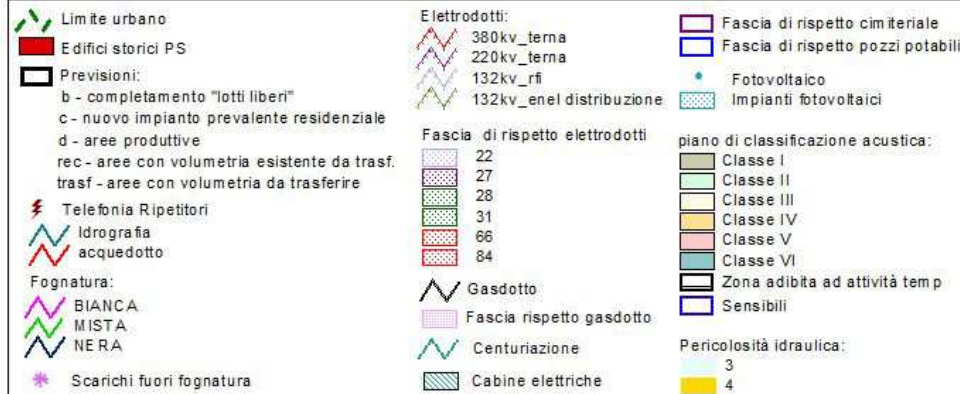 Limite urbano
Edifici storici PS
Previsioni:
b - completamento "lotti liberi"
c - nuovo impianto prevalente residenziale
d - aree produttive
rec - aree con volumetria esistente da trasf.
trasf - aree con volumetria da trasferire
Telefonia Ripetitori
Idrografia
acquedotto
Fognatura:
BIANCA
MISTA
NERA
Scarichi fuori fognatura
Elettrodotti:
380kv_terna
220kv_terna
132kv_rfi
132kv_enel distribuzione
Fascia di rispetto elettrodotti
22
27
28
31
66
84
Gasdotto
Fascia rispetto gasdotto
Centuriazione
Cabine elettriche
Fascia di rispetto cimiteriale
Fascia di rispetto pozzi potabili
Fotovoltaico
Impianti fotovoltaici
piano di classificazione acustica:
Classe I
Classe II
Classe III
Classe IV
Classe V
Classe VI
Zona adibita ad attività temp
Sensibili
Pericolosità idraulica:
3
4